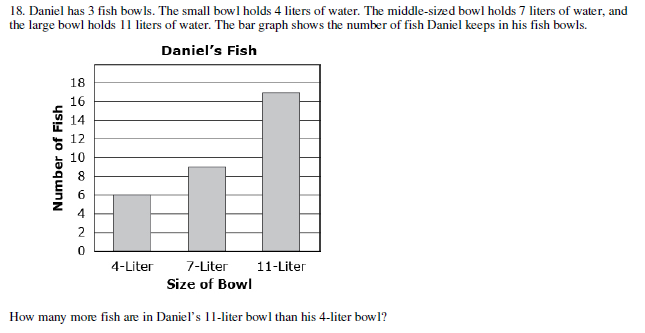 18. Daniel has 3 fish bowls. The small bowl holds 4 liters of water. The middle-sized bowl holds 7 liters of water, and
the large bowl holds 11 liters of water. The bar graph shows the number of fish Daniel keeps in his fish bowls.
Daniel's Fish
Number of Fish
18
16
14
12
10
8
6
4
2
0
4-Liter 7-Liter 11-Liter
Size of Bowl
How many more fish are in Daniel's 11-liter bowl than his 4-liter bowl?